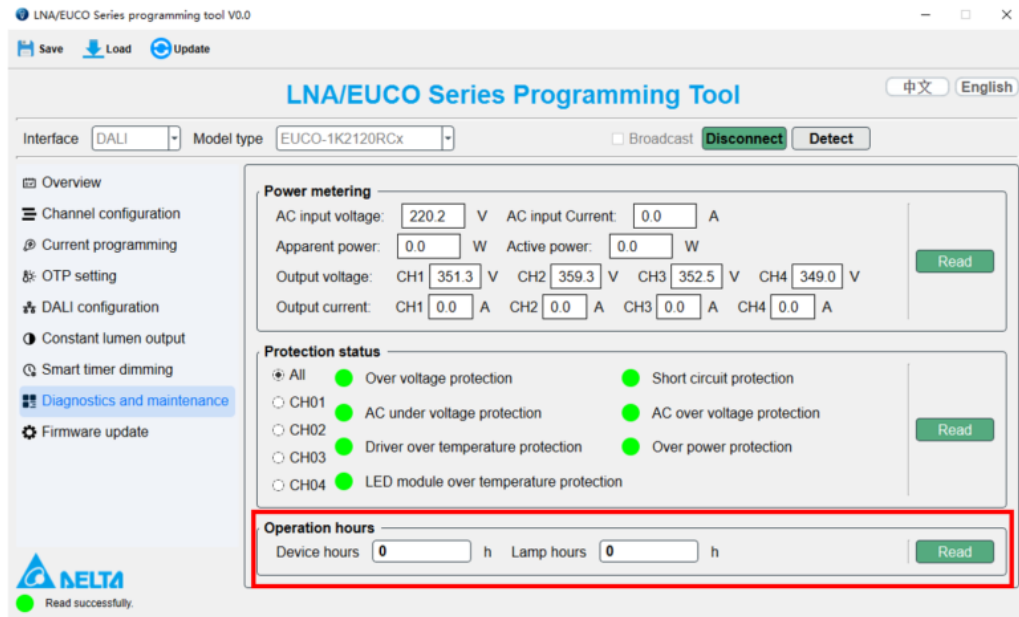 LNA/EUCO Series programming tool V0.0
Save Load Update
LNA/EUCO Series Programming Tool
中文 English
Interface DALI Model type EUCO-1K2120RCx Broadcast Disconnect Detect
Overview
Channel configuration
Current programming
OTP setting
DALI configuration
Constant lumen output
Smart timer dimming
Diagnostics and maintenance
Firmware update
Power metering
AC input voltage: 220.2 V AC input Current: 0.0 A
Apparent power: 0.0 W Active power: 0.0 W
Output voltage: CH1 351.3 V CH2 359.3 V CH3 352.5 V CH4 349.0 V
Output current: CH1 0.0 A CH2 0.0 A CH3 0.0 A CH4 0.0 A
Read
Protection status
All
CH01
CH02
CH03
CH04
Over voltage protection Short circuit protection
AC under voltage protection AC over voltage protection
Driver over temperature protection Over power protection
LED module over temperature protection
Read
Operation hours
Device hours 0 h Lamp hours 0 h
Read
DELTA
Read successfully.